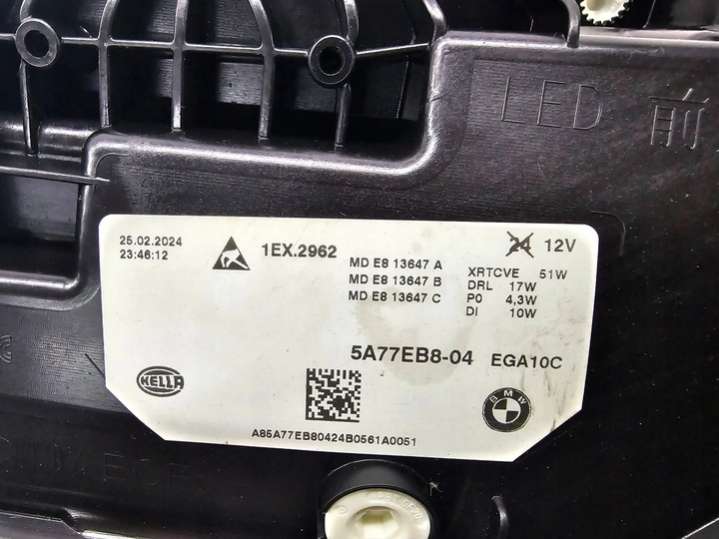 LED 前
25.02.2024
23:46:12
1EX.2962
MD E8 13647 A
MD E8 13647 B
MD E8 13647 C
24 12V
XRTCVE 51W
DRL 17W
P0 4,3W
DI 10W
5A77EB8-04 EGA10C
HELLA
BMW
A85A77EB80424B0561A0051